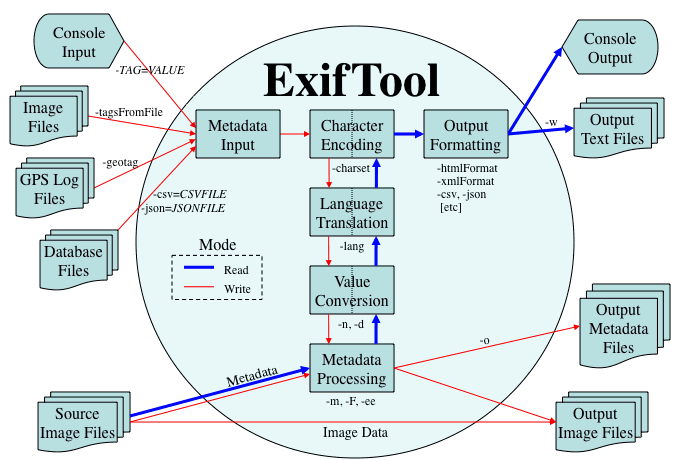 ExifTool
Console
Input
-TAG=VALUE
Image
Files
-tagsFromFile
GPS Log
Files
-geotag
-csv=CSVFILE
-json=JSONFILE
Database
Files
Metadata
Input
Character
Encoding
Output
Formatting
Console
Output
-w
Output
Text Files
-charset
-htmlFormat
-xmlFormat
-csv, -json
[etc]
Language
Translation
-lang
Mode
Read
Write
Value
Conversion
-n, -d
Metadata
Processing
-m, -F, -ee
-o
Output
Metadata
Files
Metadata
Source
Image Files
Image Data
Output
Image Files